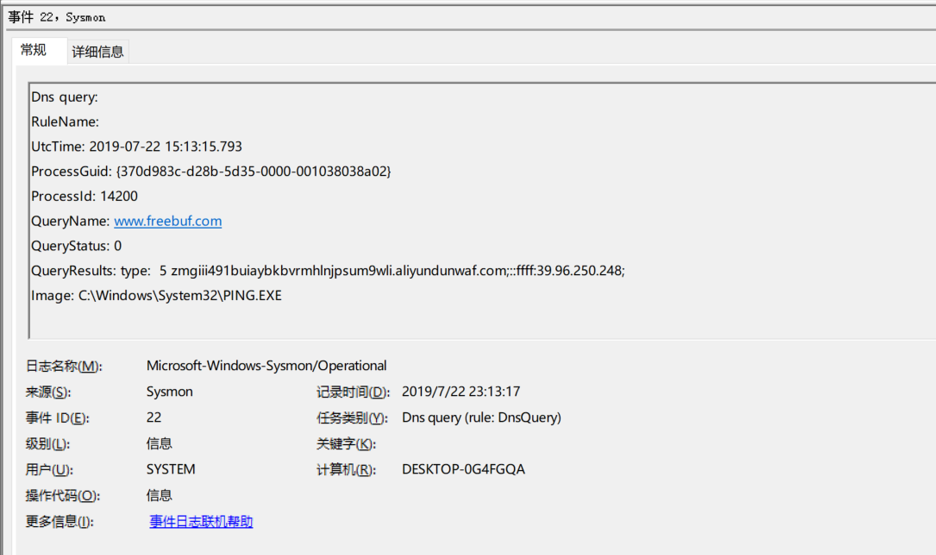 事件 22，Sysmon
常规 详细信息
Dns query:
RuleName:
UtcTime: 2019-07-22 15:13:15.793
ProcessGuid: {370d983c-d28b-5d35-0000-001038038a02}
ProcessId: 14200
QueryName: www.freebuf.com
QueryStatus: 0
QueryResults: type:  5 zmgiii491buiaybkbvrmhlnjpsum9wli.aliyundunwaf.com;::ffff:39.96.250.248;
Image: C:\Windows\System32\PING.EXE
日志名称(M): Microsoft-Windows-Sysmon/Operational
来源(S): Sysmon 记录时间(D): 2019/7/22 23:13:17
事件 ID(E): 22 任务类别(Y): Dns query (rule: DnsQuery)
级别(L): 信息 关键字(K):
用户(U): SYSTEM 计算机(R): DESKTOP-0G4FGQA
操作代码(O): 信息
更多信息(I): 事件日志联机帮助